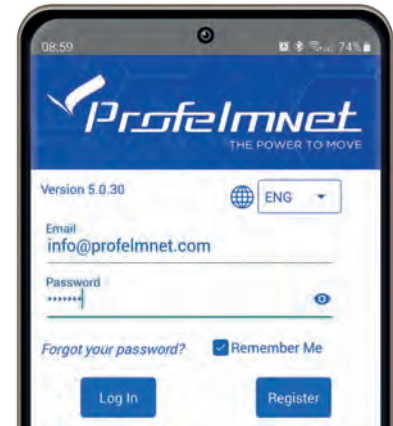 08:59 74%
Profelmnet
THE POWER TO MOVE
Version 5.0.30
ENG
Email
info@profelmnet.com
Password
•••••••
Forgot your password? Remember Me
Log In Register